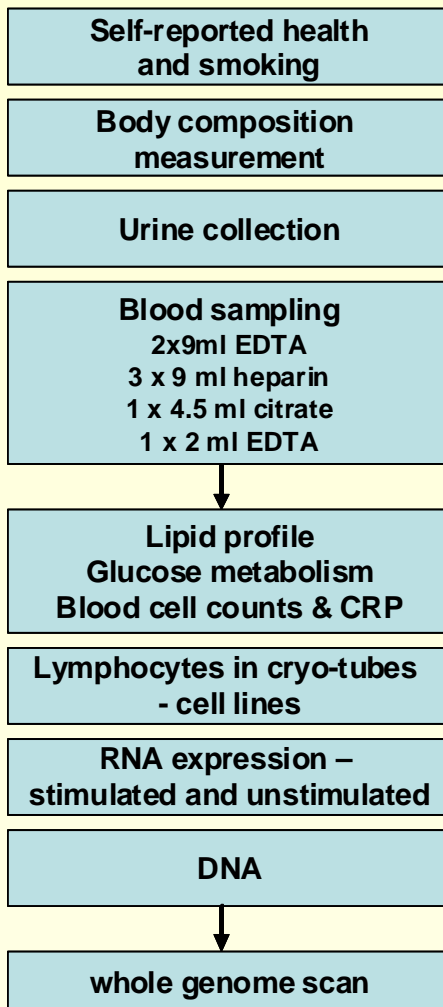 Self-reported health
and smoking
Body composition
measurement
Urine collection
Blood sampling
2x9ml EDTA
3 x 9 ml heparin
1 x 4.5 ml citrate
1 x 2 ml EDTA
Lipid profile
Glucose metabolism
Blood cell counts & CRP
Lymphocytes in cryo-tubes
- cell lines
RNA expression –
stimulated and unstimulated
DNA
whole genome scan